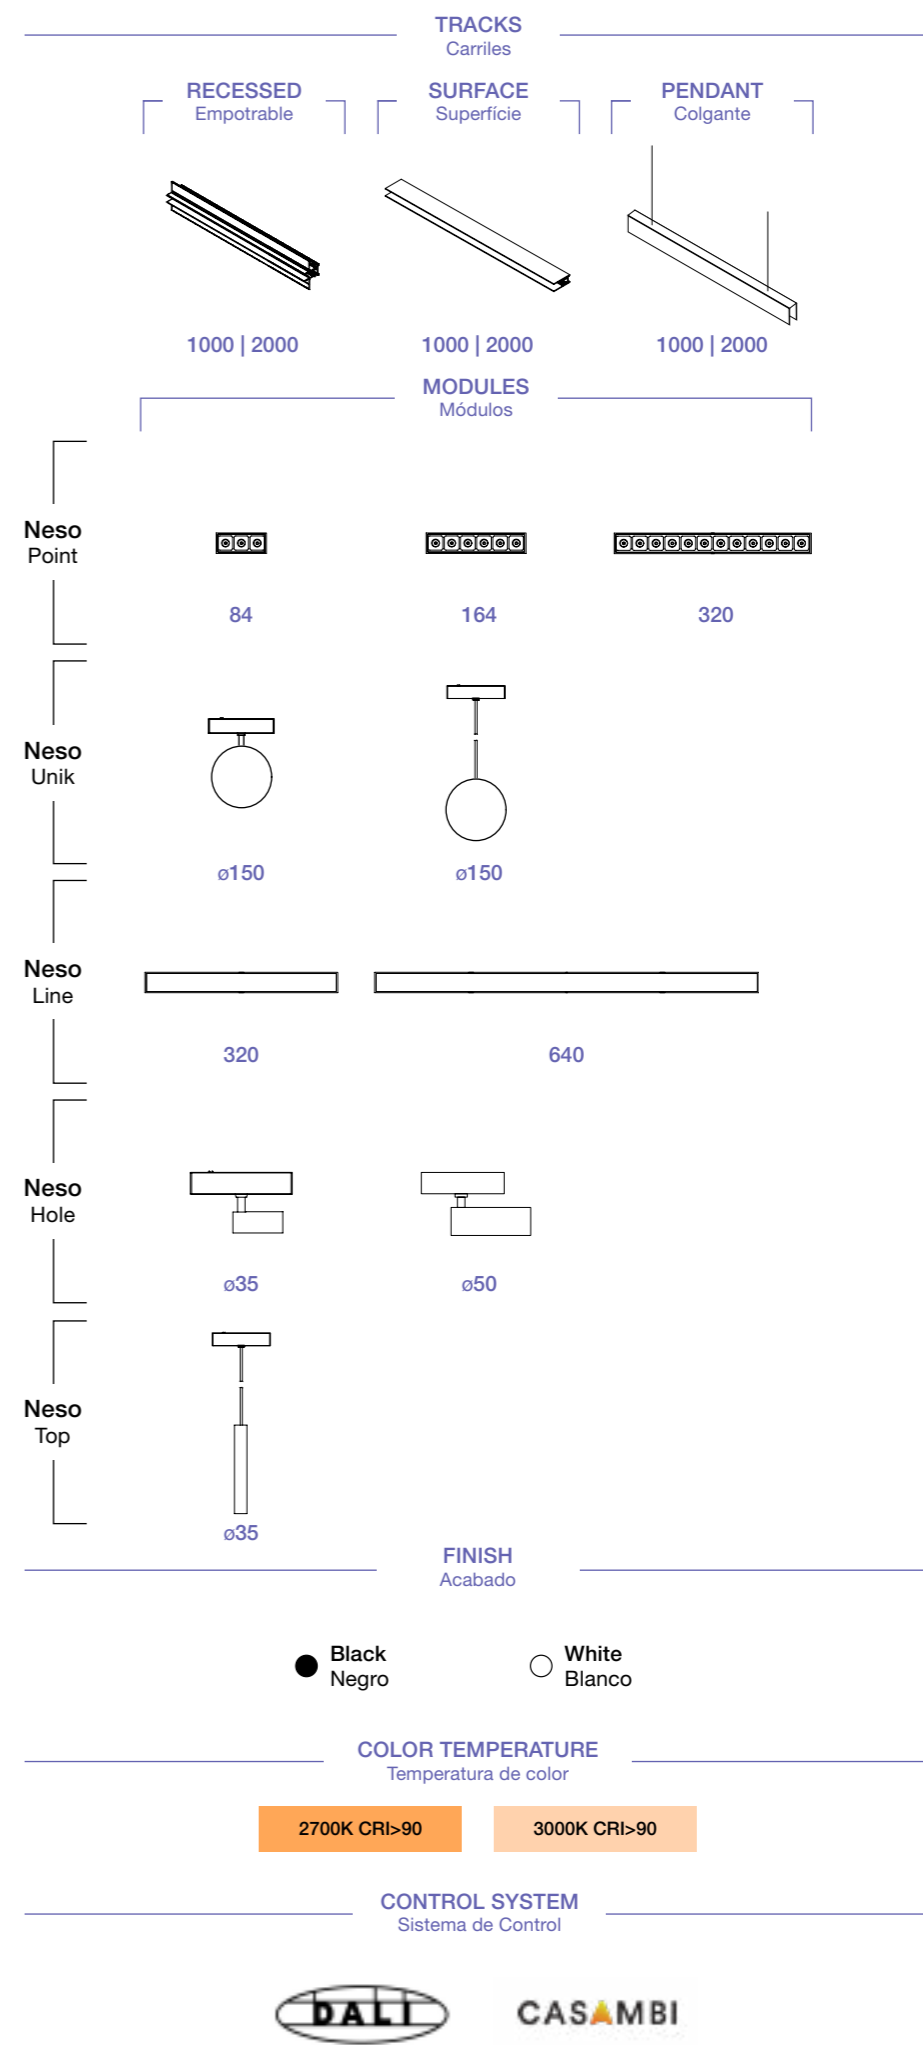 TRACKS
Carriles
RECESSED
Empotrable
SURFACE
Superfície
PENDANT
Colgante
1000 | 2000
1000 | 2000
1000 | 2000
MODULES
Módulos
Neso
Point
84
164
320
Neso
Unik
ø150
ø150
Neso
Line
320
640
Neso
Hole
ø35
ø50
Neso
Top
ø35
FINISH
Acabado
Black
Negro
White
Blanco
COLOR TEMPERATURE
Temperatura de color
2700K CRI>90
3000K CRI>90
CONTROL SYSTEM
Sistema de Control
DALI
CASAMBI